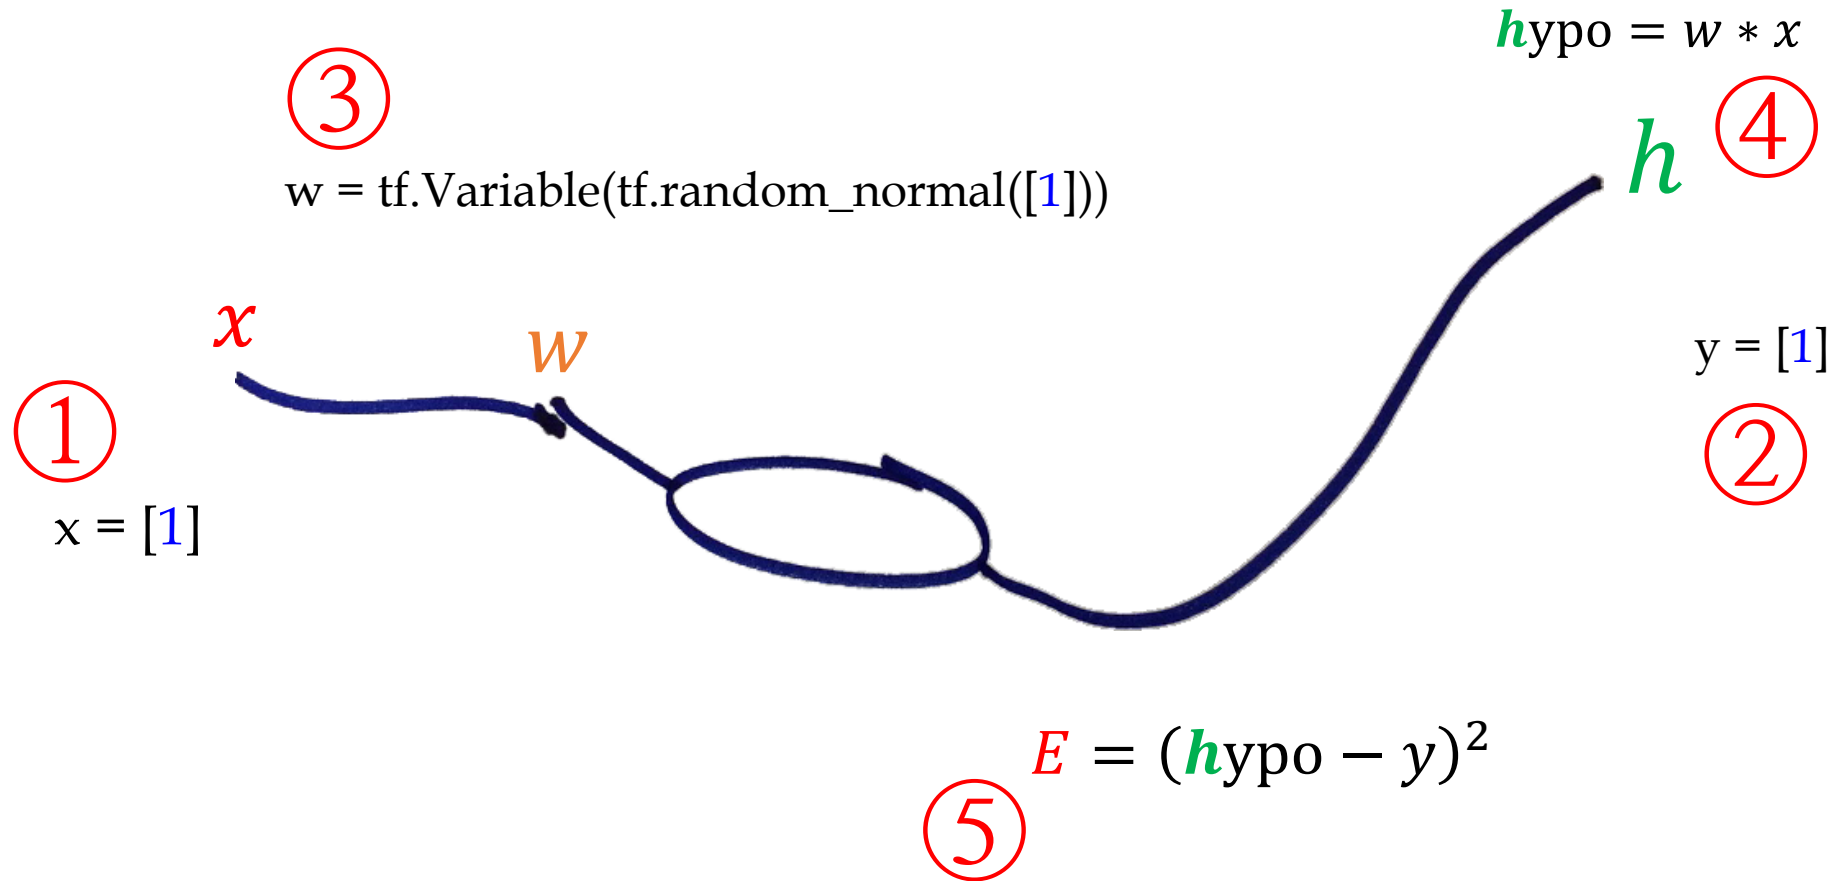 hypo = w * x
③
④
h
w = tf.Variable(tf.random_normal([1]))
x
w
y = [1]
①
②
x = [1]
E = (hypo − y)²
⑤